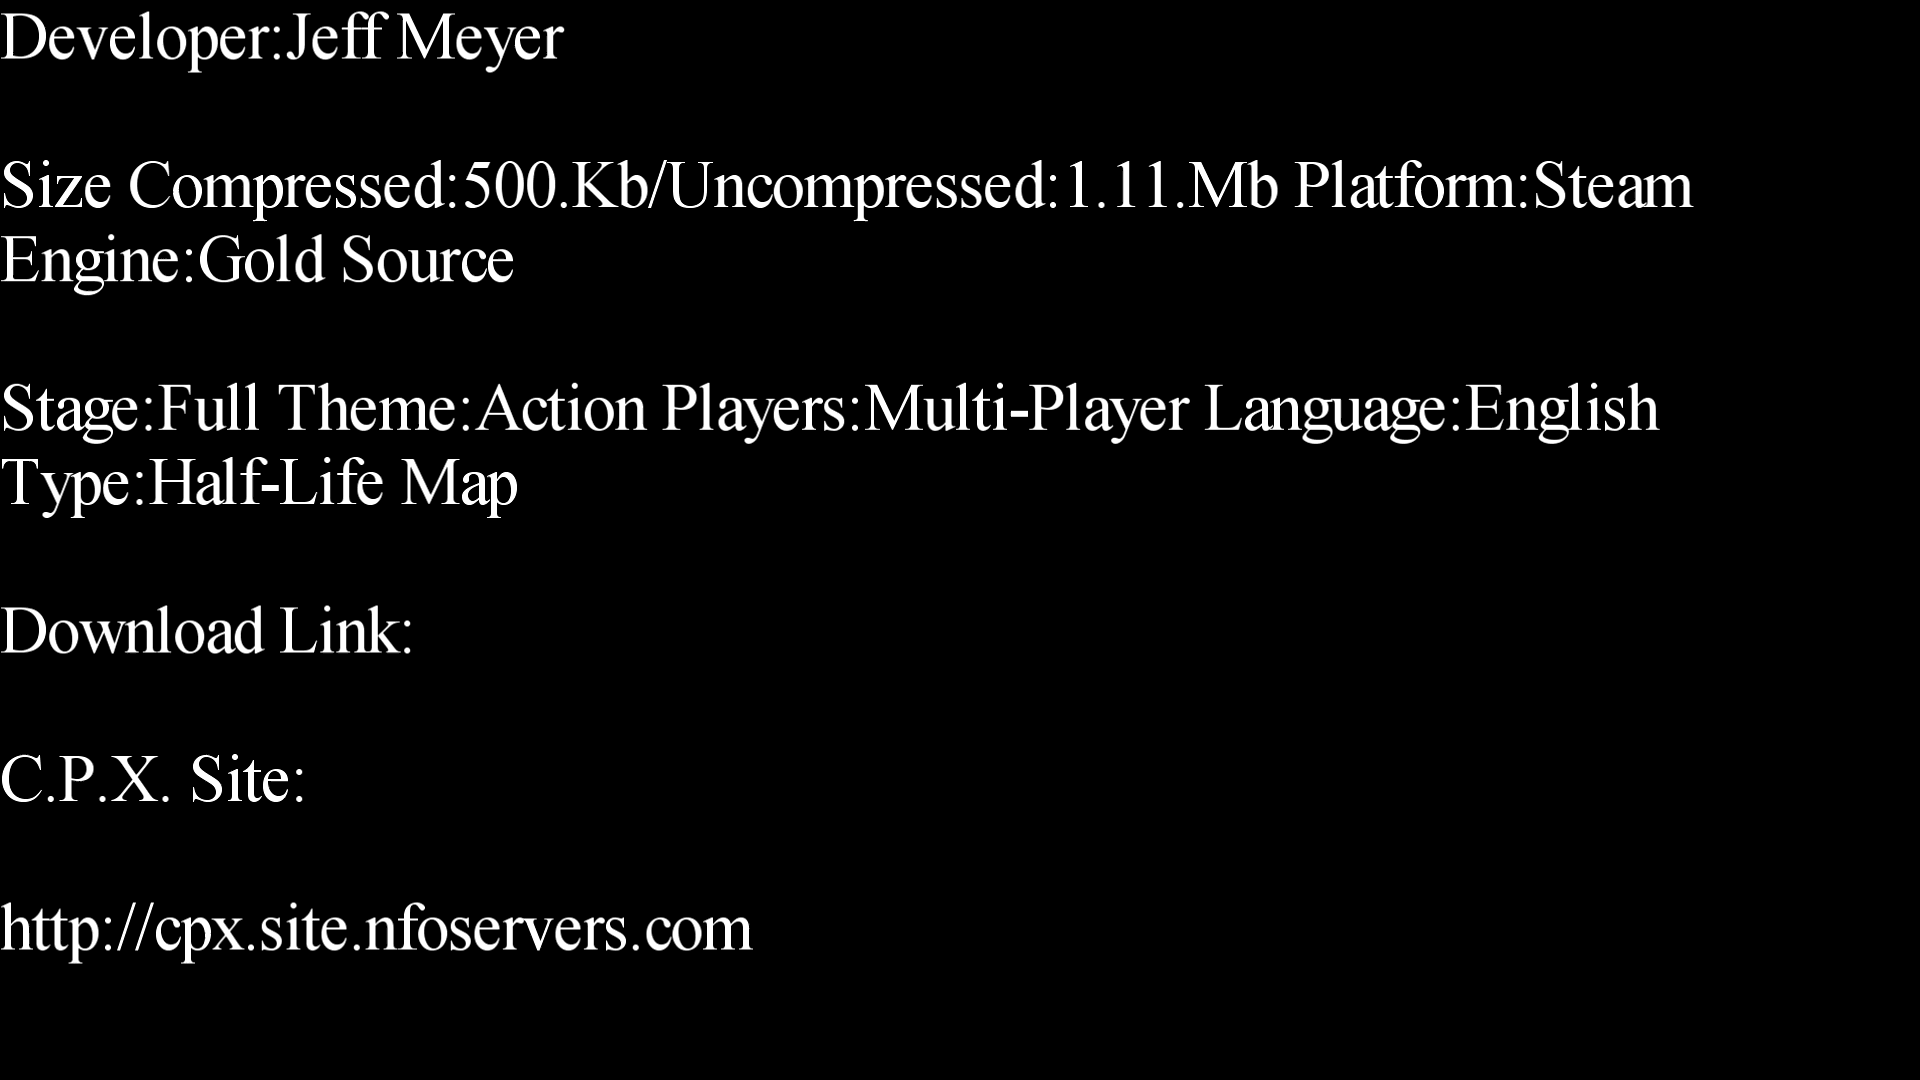 Developer:Jeff Meyer
Size Compressed:500.Kb/Uncompressed:1.11.Mb Platform:Steam
Engine:Gold Source
Stage:Full Theme:Action Players:Multi-Player Language:English
Type:Half-Life Map
Download Link:
C.P.X. Site:
http://cpx.site.nfoservers.com